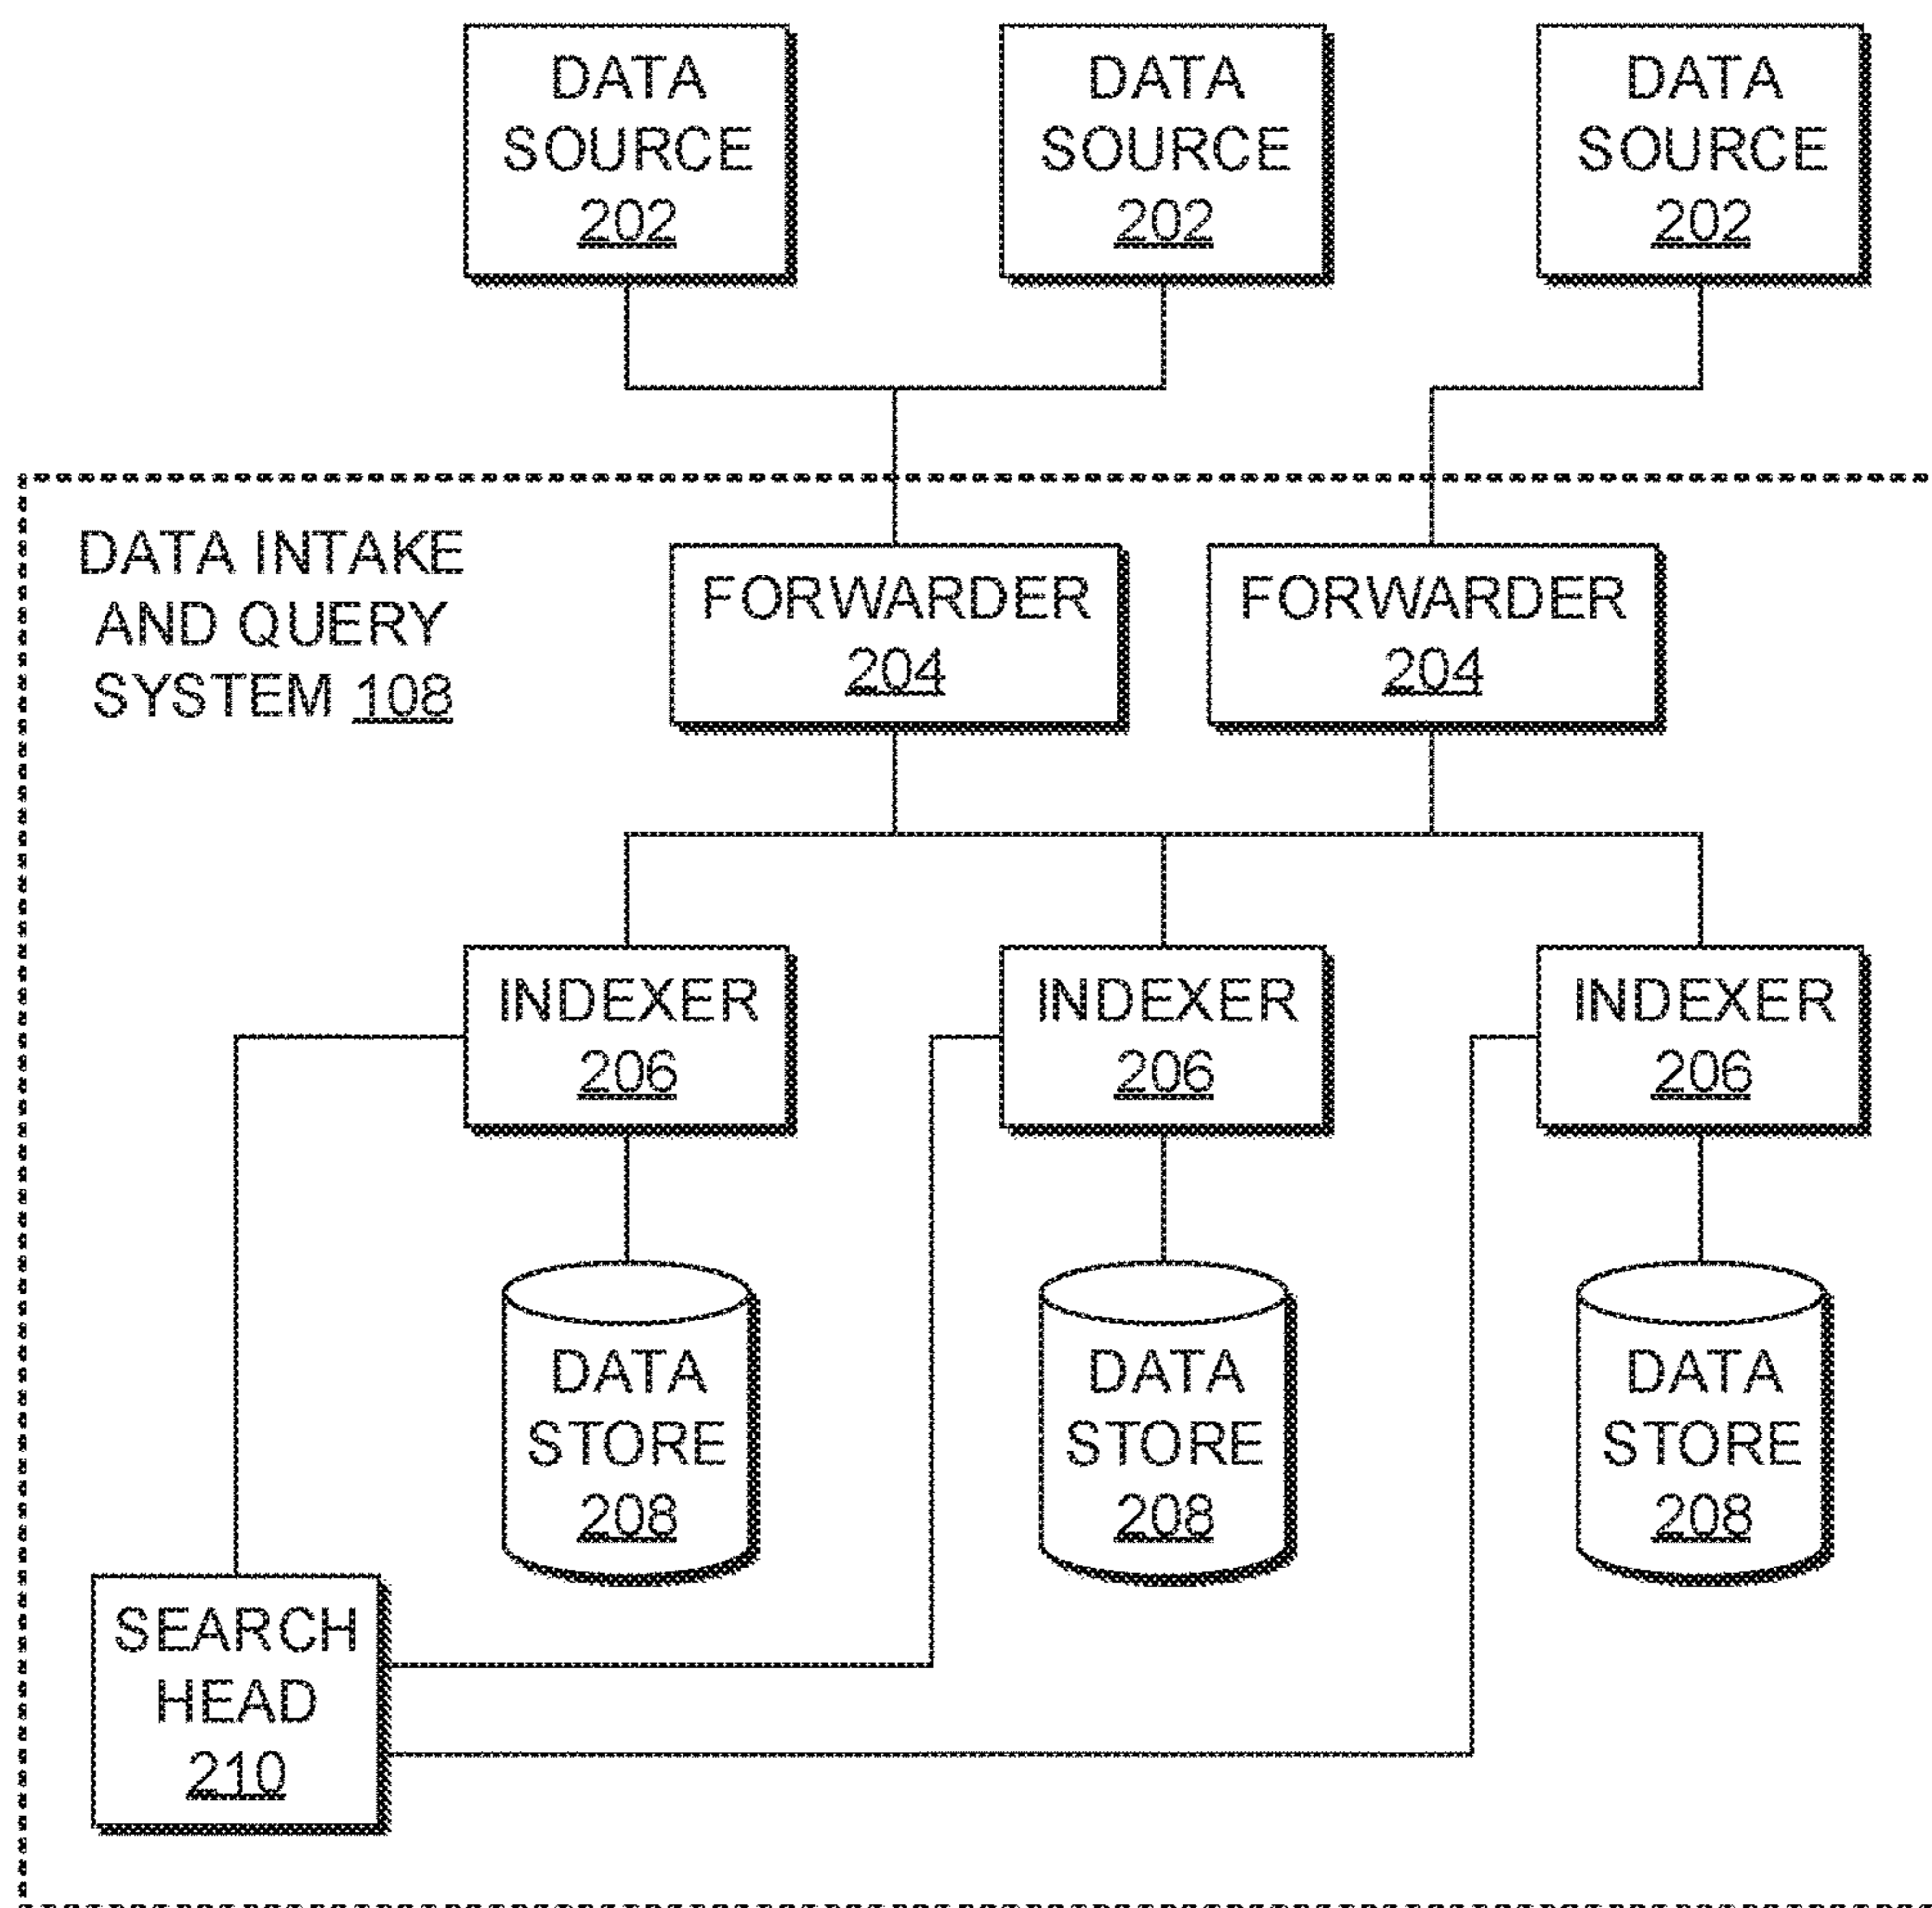 DATA
SOURCE
202
DATA
SOURCE
202
DATA
SOURCE
202
DATA INTAKE
AND QUERY
SYSTEM 108
FORWARDER
204
FORWARDER
204
INDEXER
206
INDEXER
206
INDEXER
206
DATA
STORE
208
DATA
STORE
208
DATA
STORE
208
SEARCH
HEAD
210